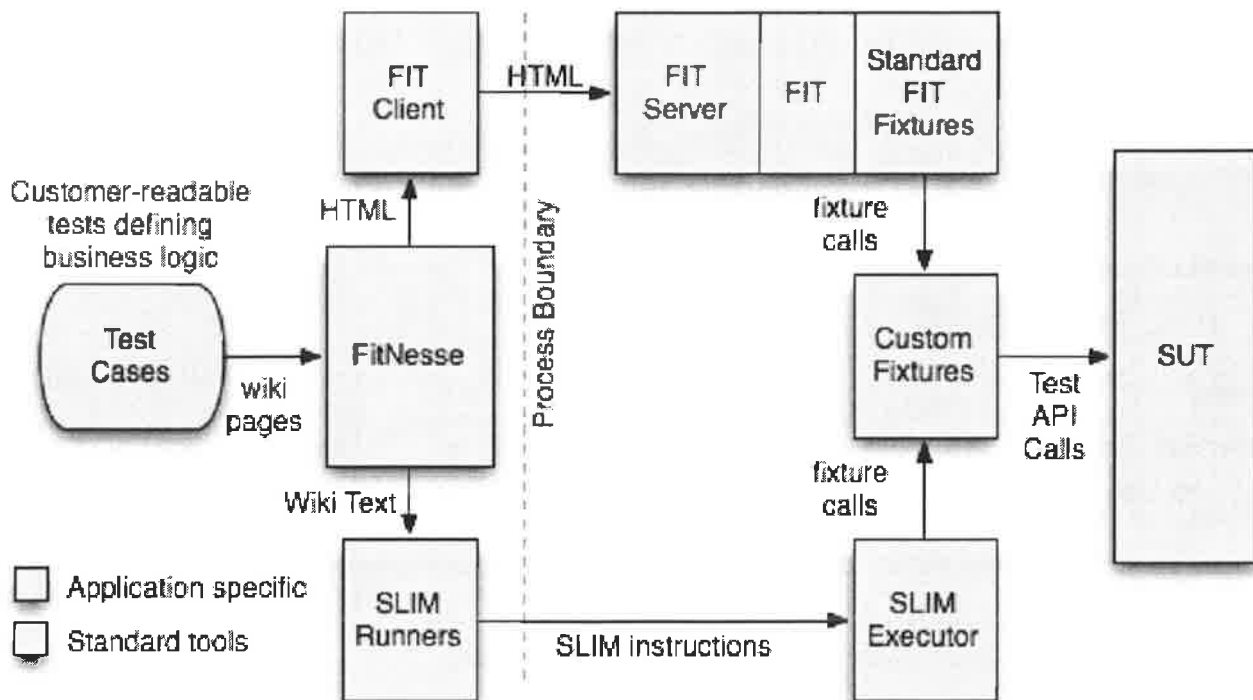 FIT
Client
HTML
FIT
Server
FIT
Standard
FIT
Fixtures
Customer-readable
tests defining
business logic
HTML
Process Boundary
fixture
calls
Test
Cases
wiki
pages
FitNesse
Custom
Fixtures
Test
API
Calls
SUT
Wiki Text
fixture
calls
Application specific
Standard tools
SLIM
Runners
SLIM instructions
SLIM
Executor